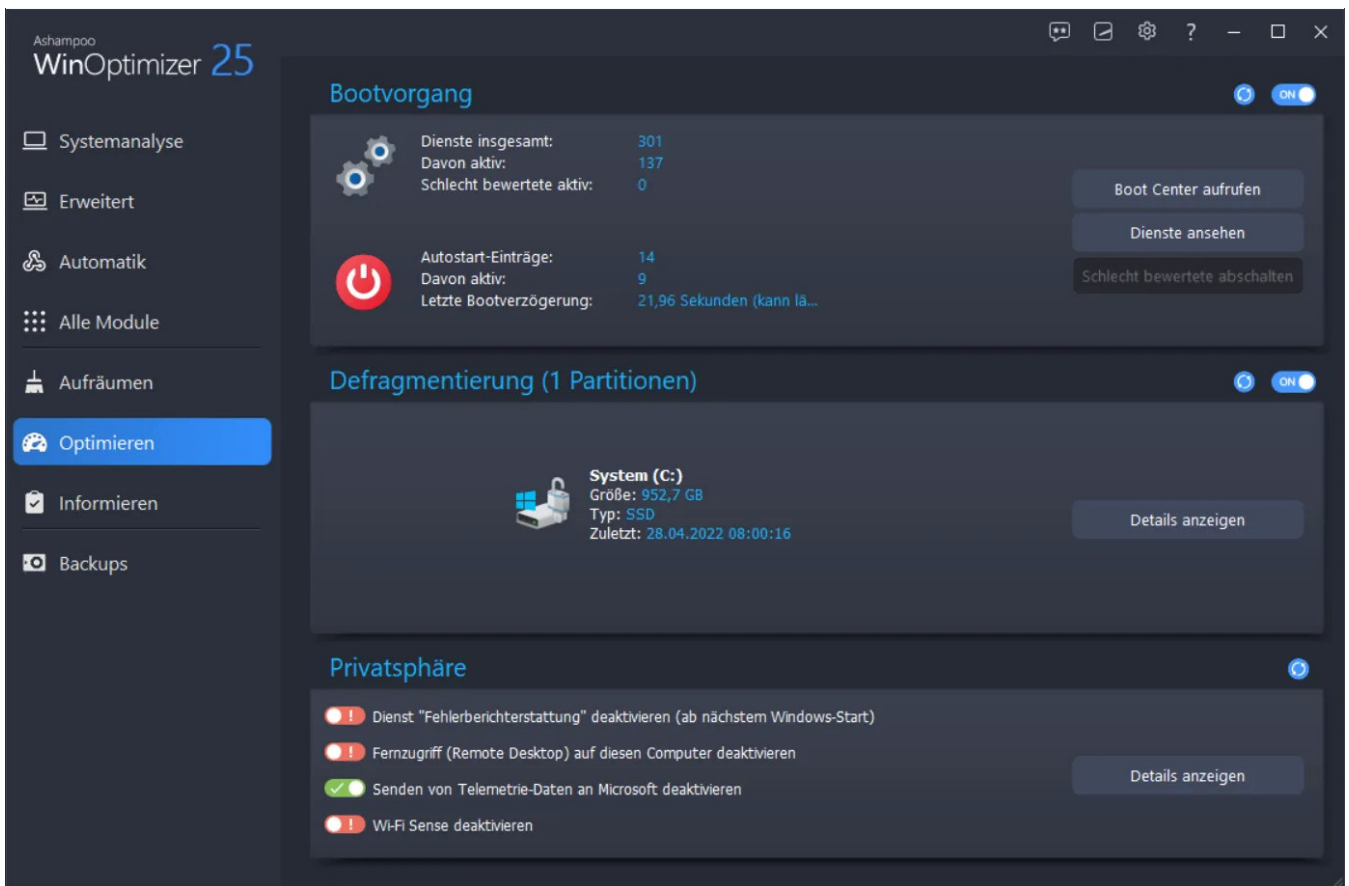 Ashampoo
WinOptimizer 25
Systemanalyse
Erweitert
Automatik
Alle Module
Aufräumen
Optimieren
Informieren
Backups
?
Bootvorgang
ON
Dienste insgesamt: 301
Davon aktiv: 137
Schlecht bewertete aktiv: 0
Autostart-Einträge: 14
Davon aktiv: 9
Letzte Bootverzögerung: 21,96 Sekunden (kann lä...
Boot Center aufrufen
Dienste ansehen
Schlecht bewertete abschalten
Defragmentierung (1 Partitionen)
ON
System (C:)
Größe: 952,7 GB
Typ: SSD
Zuletzt: 28.04.2022 08:00:16
Details anzeigen
Privatsphäre
! Dienst "Fehlerberichterstattung" deaktivieren (ab nächstem Windows-Start)
! Fernzugriff (Remote Desktop) auf diesen Computer deaktivieren
Senden von Telemetrie-Daten an Microsoft deaktivieren
! Wi-Fi Sense deaktivieren
Details anzeigen